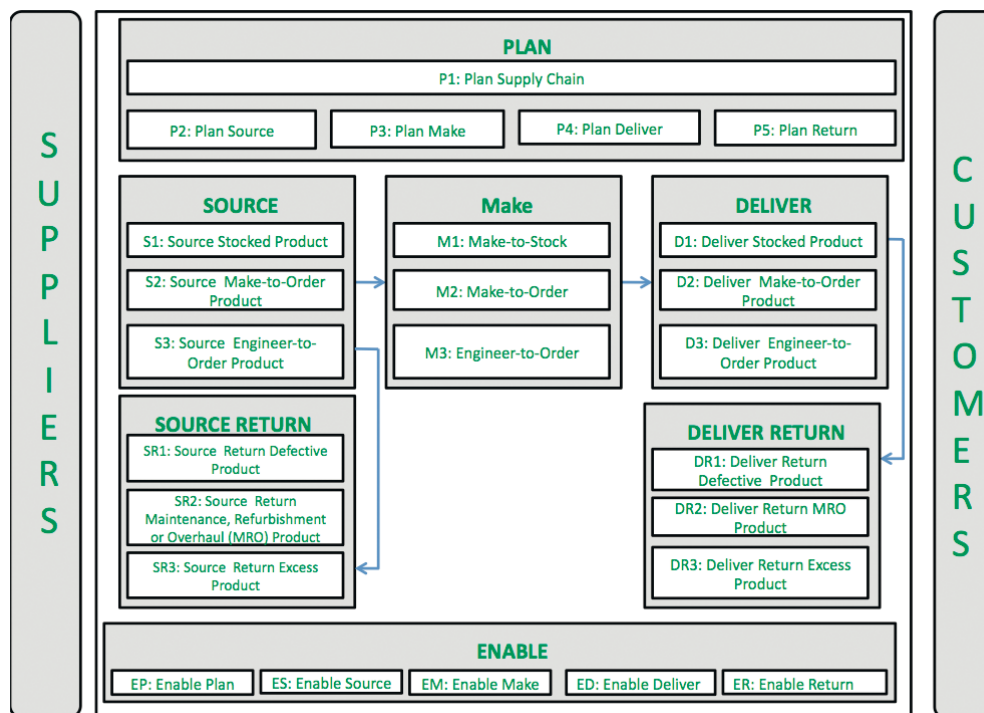 SUPPLIERS
PLAN
P1: Plan Supply Chain
P2: Plan Source
P3: Plan Make
P4: Plan Deliver
P5: Plan Return
SOURCE
S1: Source Stocked Product
S2: Source Make-to-Order
Product
S3: Source Engineer-to-
Order Product
Make
M1: Make-to-Stock
M2: Make-to-Order
M3: Engineer-to-Order
DELIVER
D1: Deliver Stocked Product
D2: Deliver Make-to-Order
Product
D3: Deliver Engineer-to-
Order Product
SOURCE RETURN
SR1: Source Return Defective
Product
SR2: Source Return
Maintenance, Refurbishment
or Overhaul (MRO) Product
SR3: Source Return Excess
Product
DELIVER RETURN
DR1: Deliver Return
Defective Product
DR2: Deliver Return MRO
Product
DR3: Deliver Return Excess
Product
ENABLE
EP: Enable Plan
ES: Enable Source
EM: Enable Make
ED: Enable Deliver
ER: Enable Return
CUSTOMERS